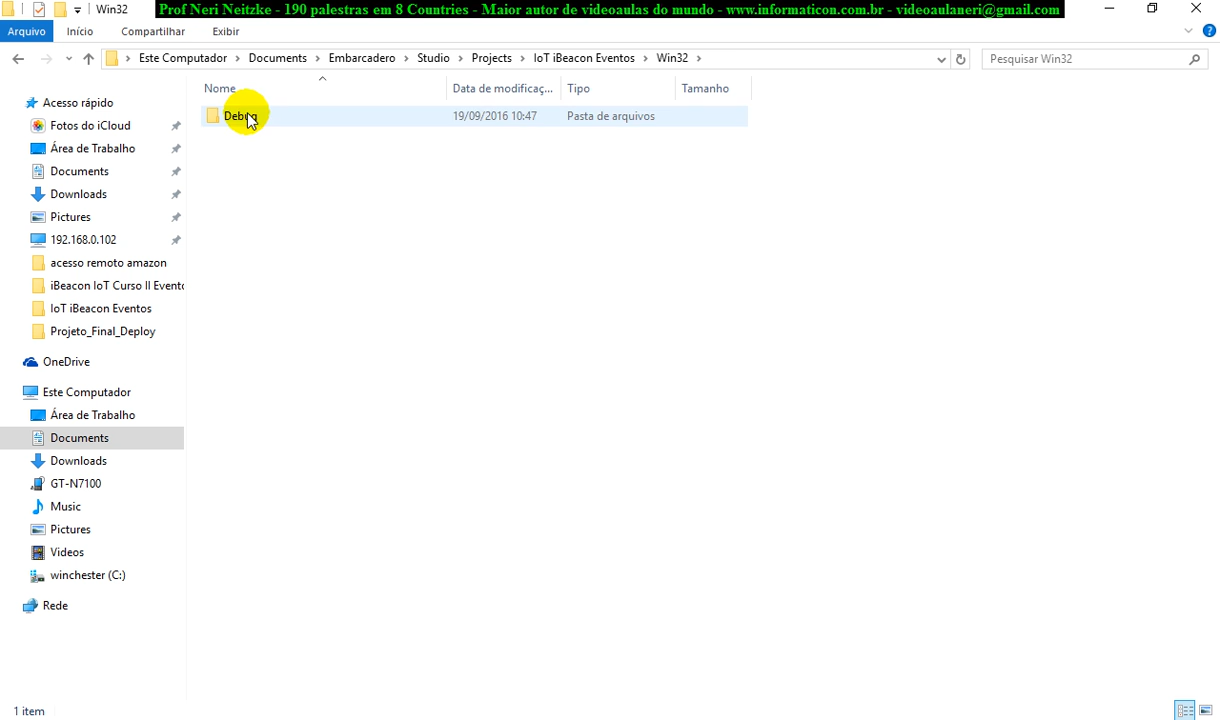 Win32
Prof Neri Neitzke - 190 palestras em 8 Countries - Maior autor de videoaulas do mundo - www.informaticon.com.br - videoaulaneri@gmail.com
Arquivo Início Compartilhar Exibir
Este Computador > Documents > Embarcadero > Studio > Projects > IoT iBeacon Eventos > Win32 >
Pesquisar Win32
Nome Data de modificaç... Tipo Tamanho
Debug 19/09/2016 10:47 Pasta de arquivos
Acesso rápido
Fotos do iCloud
Área de Trabalho
Documents
Downloads
Pictures
192.168.0.102
acesso remoto amazon
iBeacon IoT Curso II Evento
IoT iBeacon Eventos
Projeto_Final_Deploy
OneDrive
Este Computador
Área de Trabalho
Documents
Downloads
GT-N7100
Music
Pictures
Videos
winchester (C:)
Rede
1 item